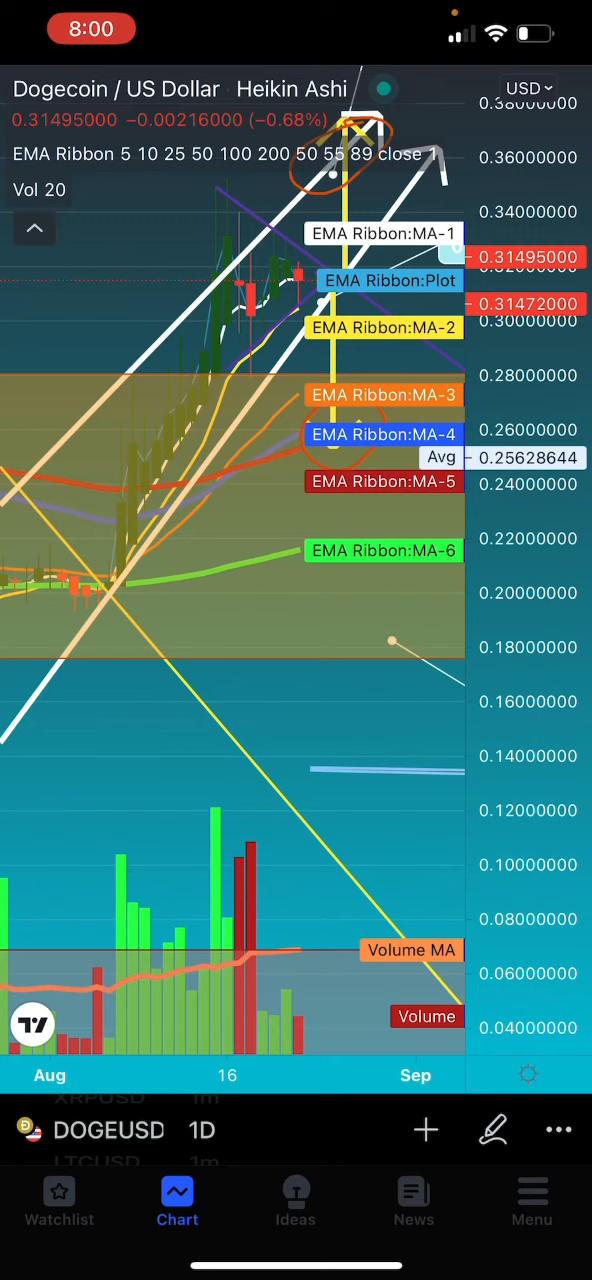 8:00
Dogecoin / US Dollar Heikin Ashi
USD
0.31495000 −0.00216000 (−0.68%)
0.38000000
EMA Ribbon 5 10 25 50 100 200 50 55 89 close 1
0.36000000
Vol 20
0.34000000
EMA Ribbon:MA-1
0.31495000
EMA Ribbon:Plot
0.31472000
EMA Ribbon:MA-2
0.30000000
0.28000000
EMA Ribbon:MA-3
EMA Ribbon:MA-4
0.26000000
Avg
0.25628644
EMA Ribbon:MA-5
0.24000000
0.22000000
EMA Ribbon:MA-6
0.20000000
0.18000000
0.16000000
0.14000000
0.12000000
0.10000000
0.08000000
Volume MA
0.06000000
Volume
0.04000000
Aug 16 Sep
XRPUSD 1m
DOGEUSD 1D
LTCUSD 1m
Watchlist Chart Ideas News Menu